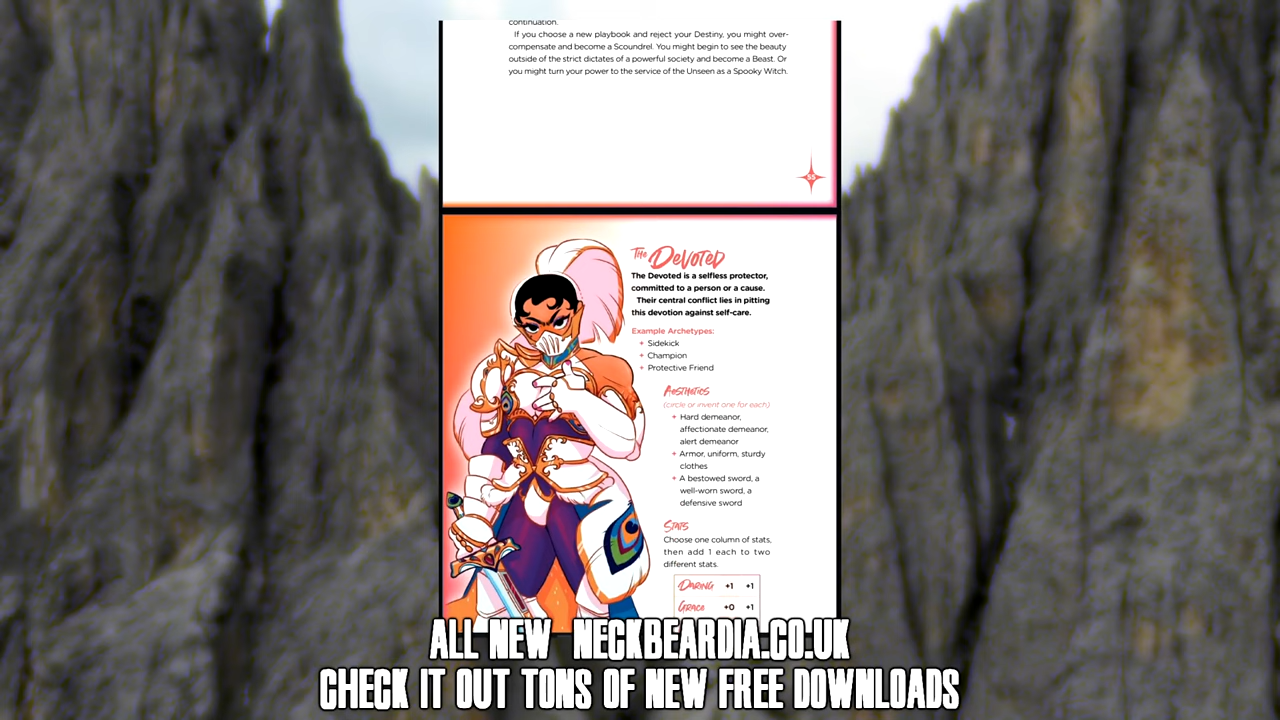 continuation.
If you choose a new playbook and reject your Destiny, you might over-
compensate and become a Scoundrel. You might begin to see the beauty
outside of the strict dictates of a powerful society and become a Beast. Or
you might turn your power to the service of the Unseen as a Spooky Witch.
The Devoted
The Devoted is a selfless protector,
committed to a person or a cause.
Their central conflict lies in pitting
this devotion against self-care.
Example Archetypes:
+ Sidekick
+ Champion
+ Protective Friend
Aesthetics
(circle or invent one for each)
+ Hard demeanor,
affectionate demeanor,
alert demeanor
+ Armor, uniform, sturdy
clothes
+ A bestowed sword, a
well-worn sword, a
defensive sword
Stats
Choose one column of stats,
then add 1 each to two
different stats.
Daring +1 +1
Grace +0 +1
ALL NEW NECKBEARDIA.CO.UK
CHECK IT OUT TONS OF NEW FREE DOWNLOADS